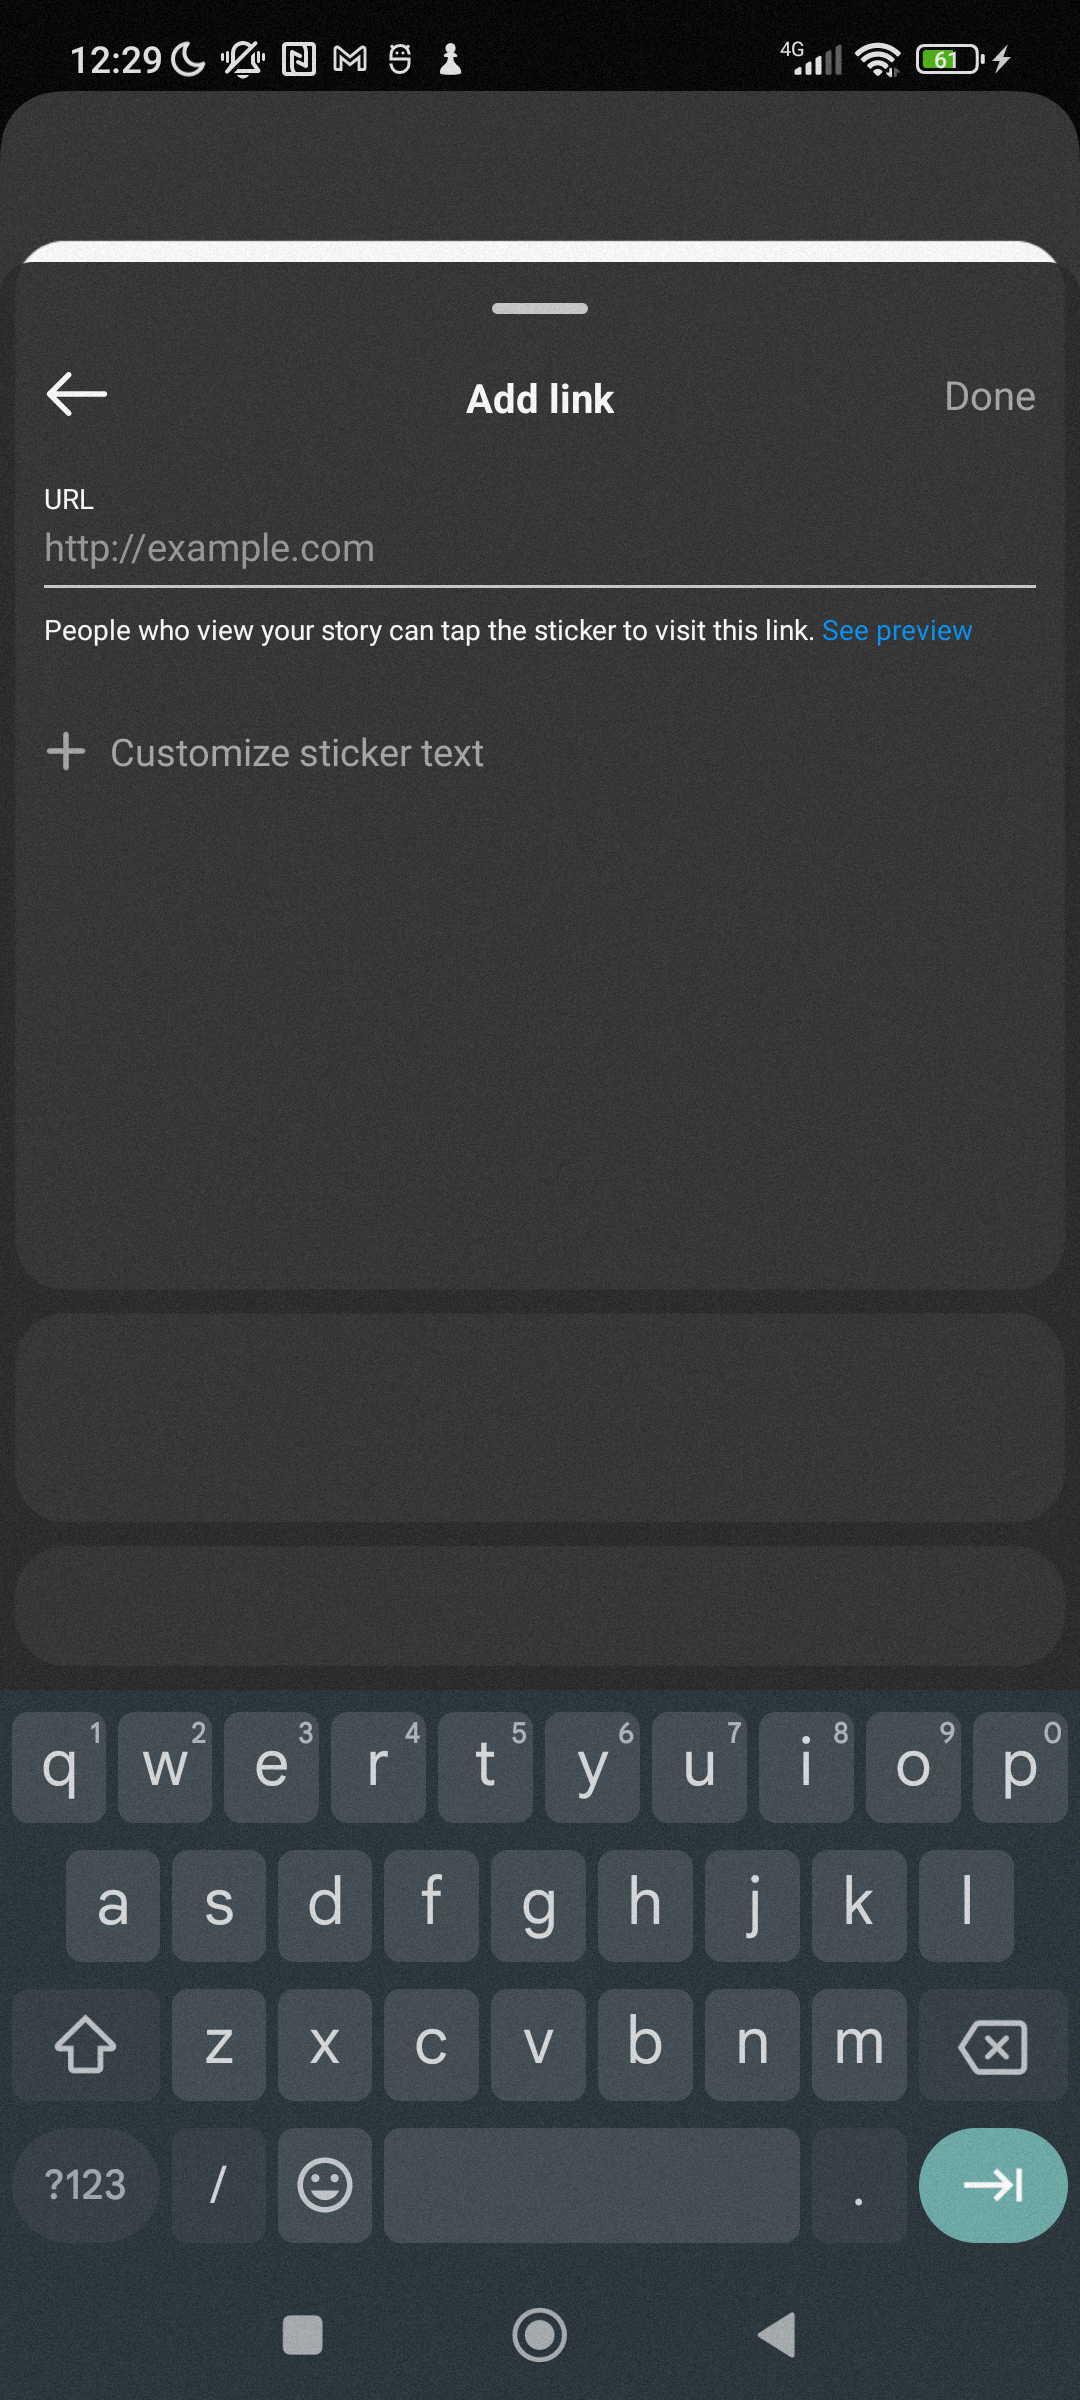 12:29 4G 61
Add link Done
URL
http://example.com
People who view your story can tap the sticker to visit this link. See preview
Customize sticker text
q 1 w 2 e 3 r 4 t 5 y 6 u 7 i 8 o 9 p 0
a s d f g h j k l
z x c v b n m
?123 / .